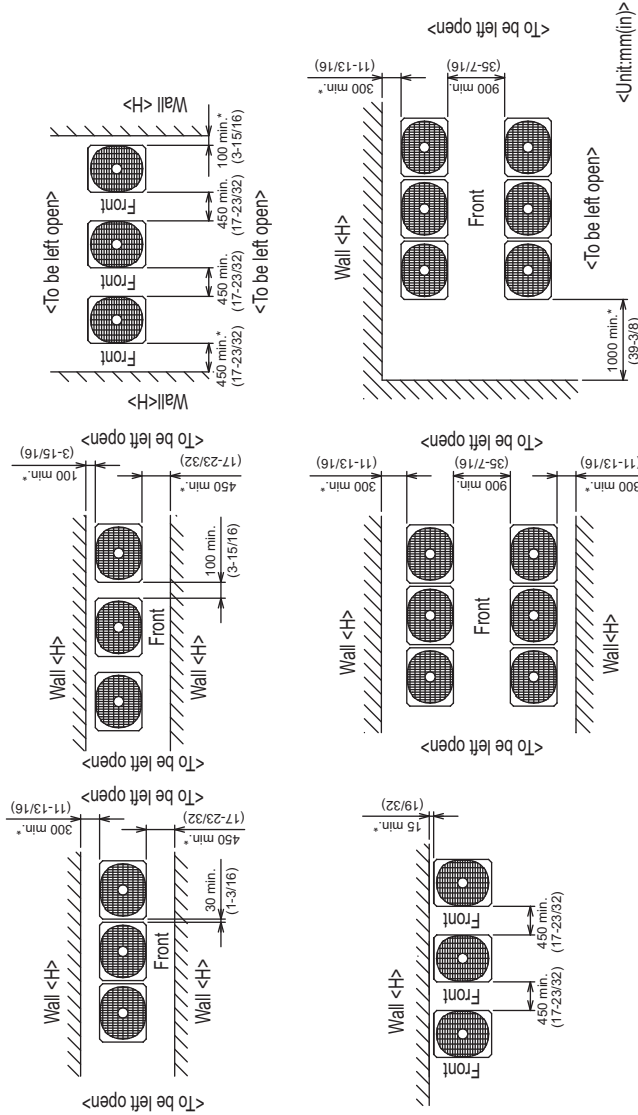 Wall <H>
<To be left open>
<To be left open>
300 min.*
(11-13/16)
450 min.*
(17-23/32)
30 min.
(1-3/16)
Front
Wall <H>
Wall <H>
<To be left open>
<To be left open>
100 min.*
(3-15/16)
450 min.*
(17-23/32)
100 min.
(3-15/16)
Front
Wall <H>
<To be left open>
Wall<H>
Wall <H>
Front
Front
Front
450 min.*
(17-23/32)
450 min.
(17-23/32)
450 min.
(17-23/32)
100 min.*
(3-15/16)
<To be left open>
Wall <H>
15 min.*
(19/32)
Front
Front
Front
450 min.
(17-23/32)
450 min.
(17-23/32)
Wall <H>
<To be left open>
<To be left open>
300 min.*
(11-13/16)
900 min.
(35-7/16)
Front
300 min.*
(11-13/16)
Wall<H>
Wall <H>
<To be left open>
300 min.*
(11-13/16)
900 min.
(35-7/16)
Front
1000 min.*
(39-3/8)
<To be left open>
<Unit:mm(in)>